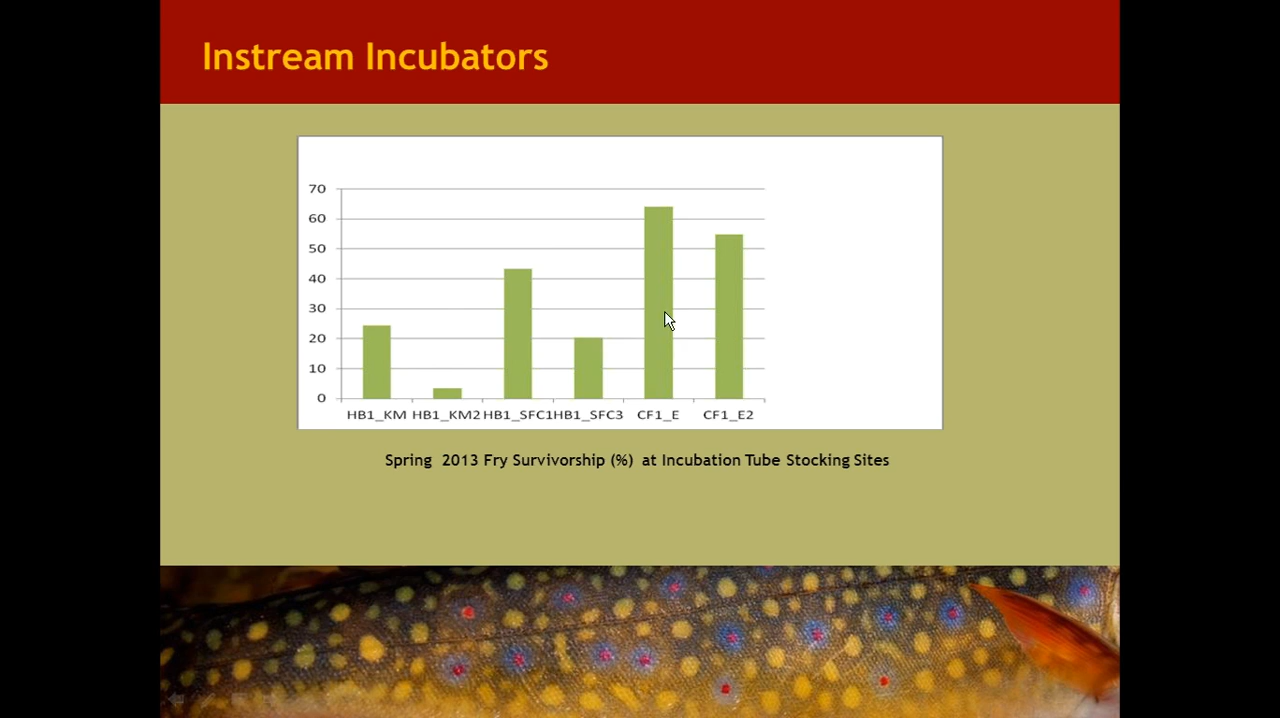 Instream Incubators
70
60
50
40
30
20
10
0
HB1_KM HB1_KM2 HB1_SFC1 HB1_SFC3 CF1_E CF1_E2
Spring 2013 Fry Survivorship (%) at Incubation Tube Stocking Sites